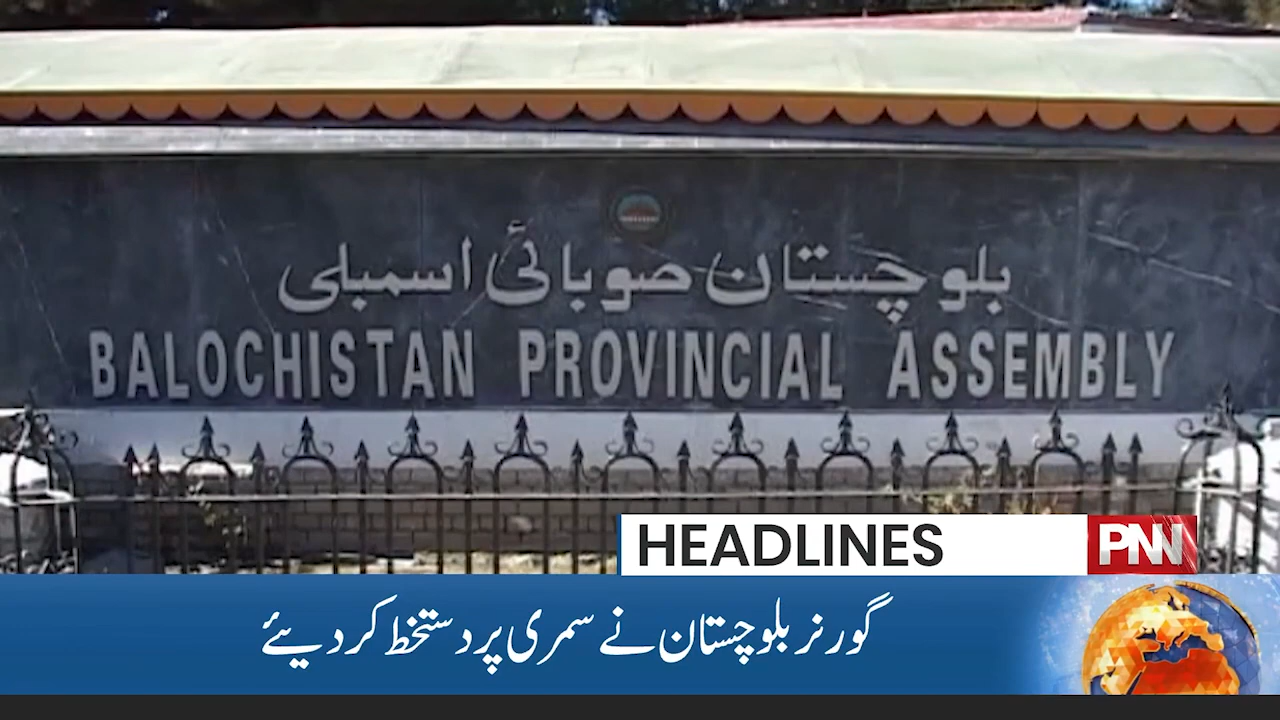 بلوچستان صوبائی اسمبلی
BALOCHISTAN PROVINCIAL ASSEMBLY
HEADLINES PNN
گورنر بلوچستان نے سمری پر دستخط کر دیئے